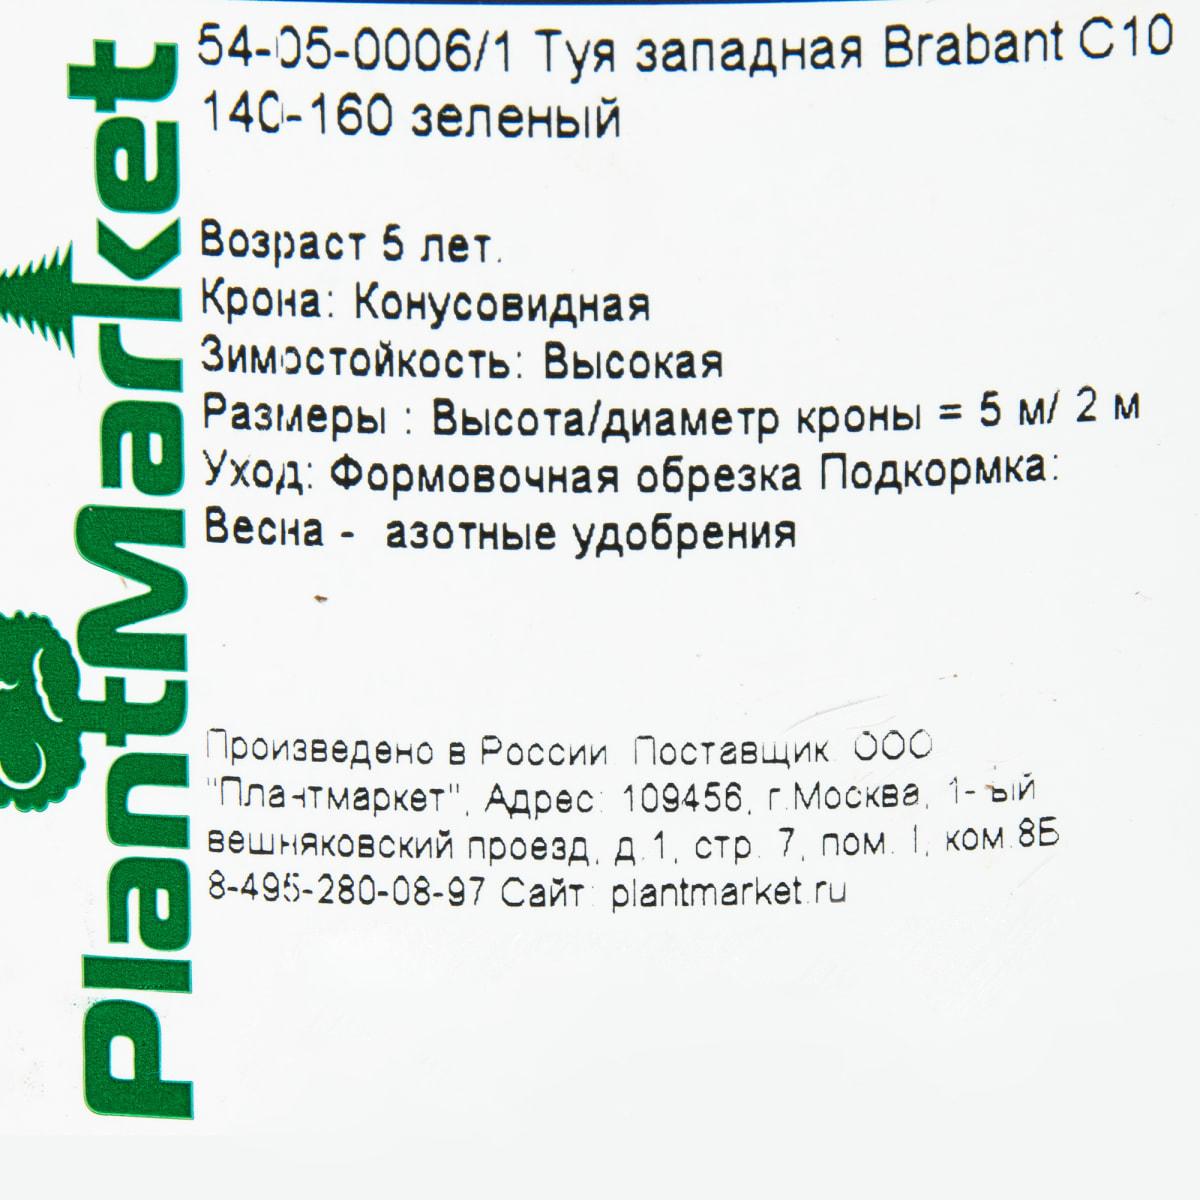 54-05-0006/1 Туя западная Brabant C10
140-160 зеленый
Возраст 5 лет.
Крона: Конусовидная
Зимостойкость: Высокая
Размеры : Высота/диаметр кроны = 5 м/ 2 м
Уход: Формовочная обрезка Подкормка:
Весна - азотные удобрения
Произведено в России. Поставщик: ООО
"Плантмаркет", Адрес: 109456, г.Москва, 1-ый
вешняковский проезд, д.1, стр. 7, пом. I, ком.8Б
8-495-280-08-97 Сайт: plantmarket.ru
PlantMarket